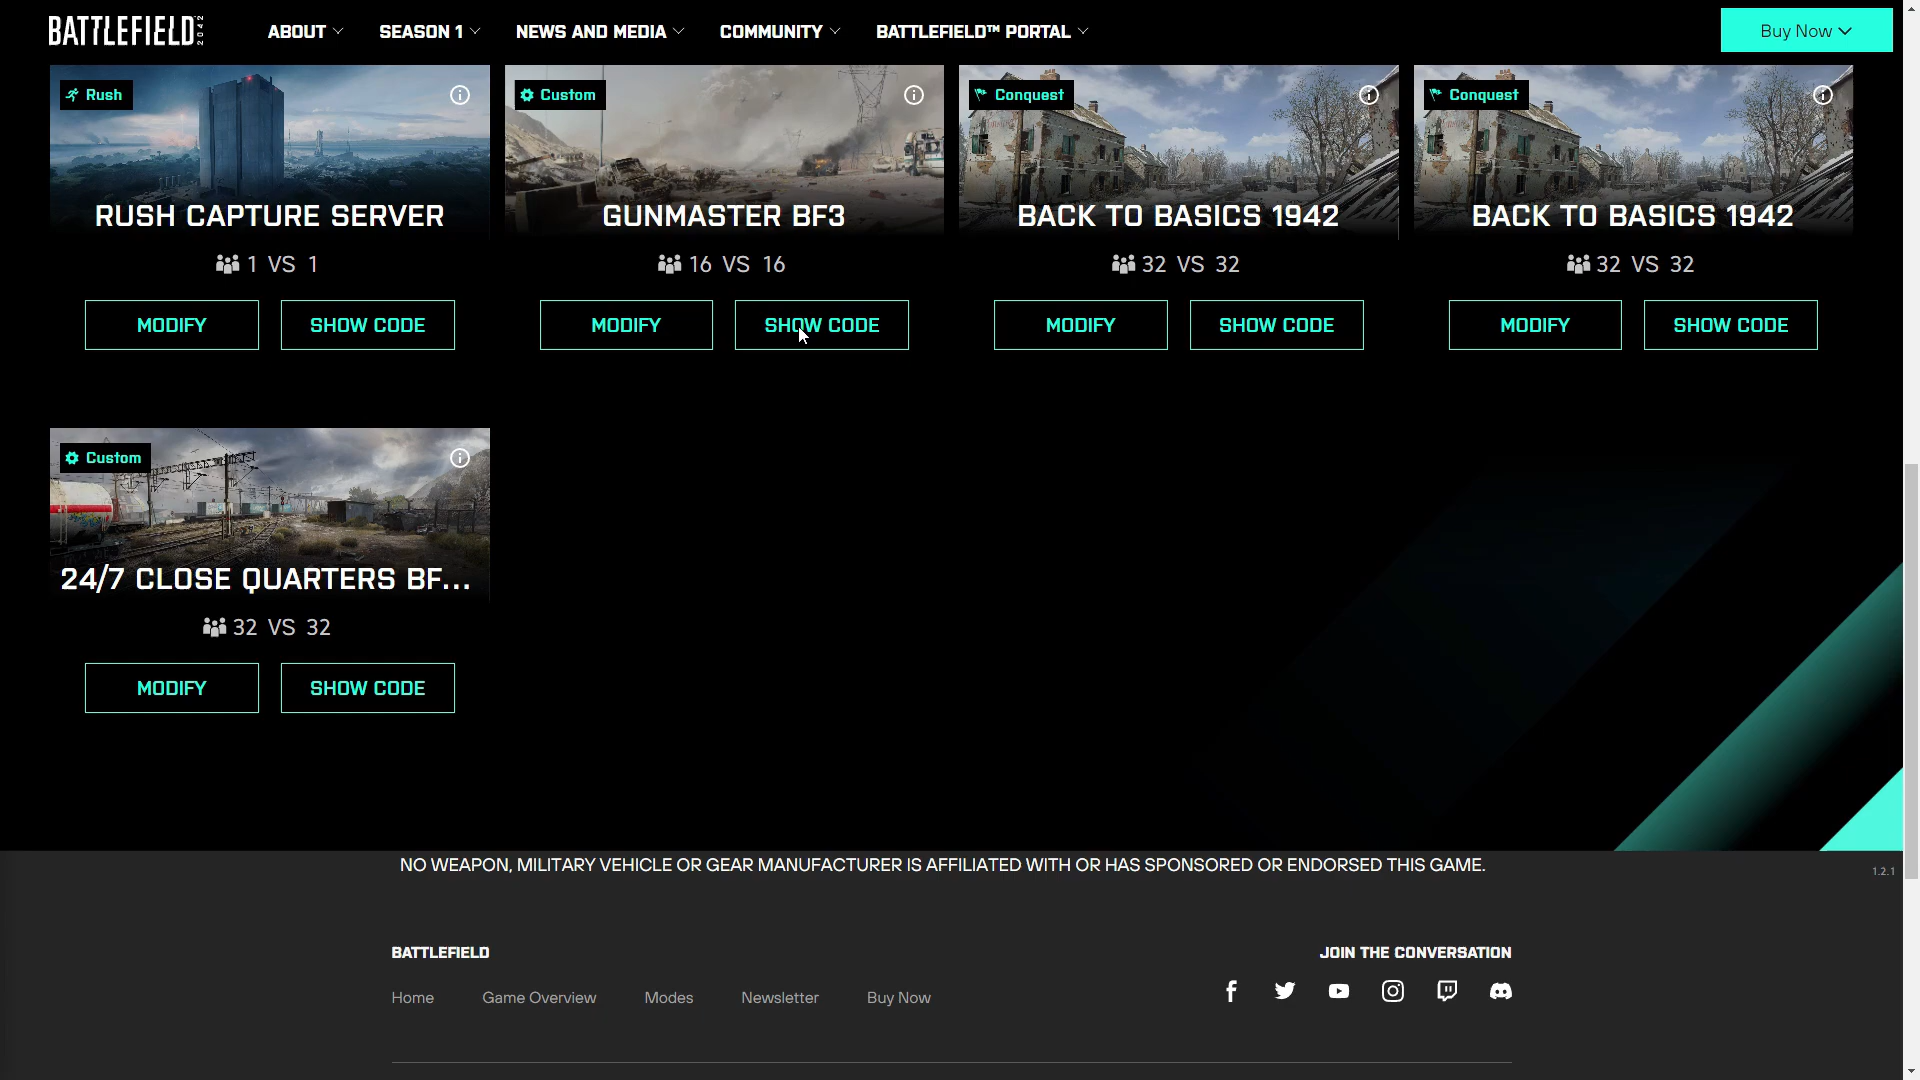 BATTLEFIELD 2042
ABOUT
SEASON 1
NEWS AND MEDIA
COMMUNITY
BATTLEFIELD™ PORTAL
Buy Now
Rush
RUSH CAPTURE SERVER
1 VS 1
MODIFY
SHOW CODE
Custom
GUNMASTER BF3
16 VS 16
MODIFY
SHOW CODE
Conquest
BACK TO BASICS 1942
32 VS 32
MODIFY
SHOW CODE
Conquest
BACK TO BASICS 1942
32 VS 32
MODIFY
SHOW CODE
Custom
24/7 CLOSE QUARTERS BF...
32 VS 32
MODIFY
SHOW CODE
NO WEAPON, MILITARY VEHICLE OR GEAR MANUFACTURER IS AFFILIATED WITH OR HAS SPONSORED OR ENDORSED THIS GAME.
1.2.1
BATTLEFIELD
JOIN THE CONVERSATION
Home
Game Overview
Modes
Newsletter
Buy Now